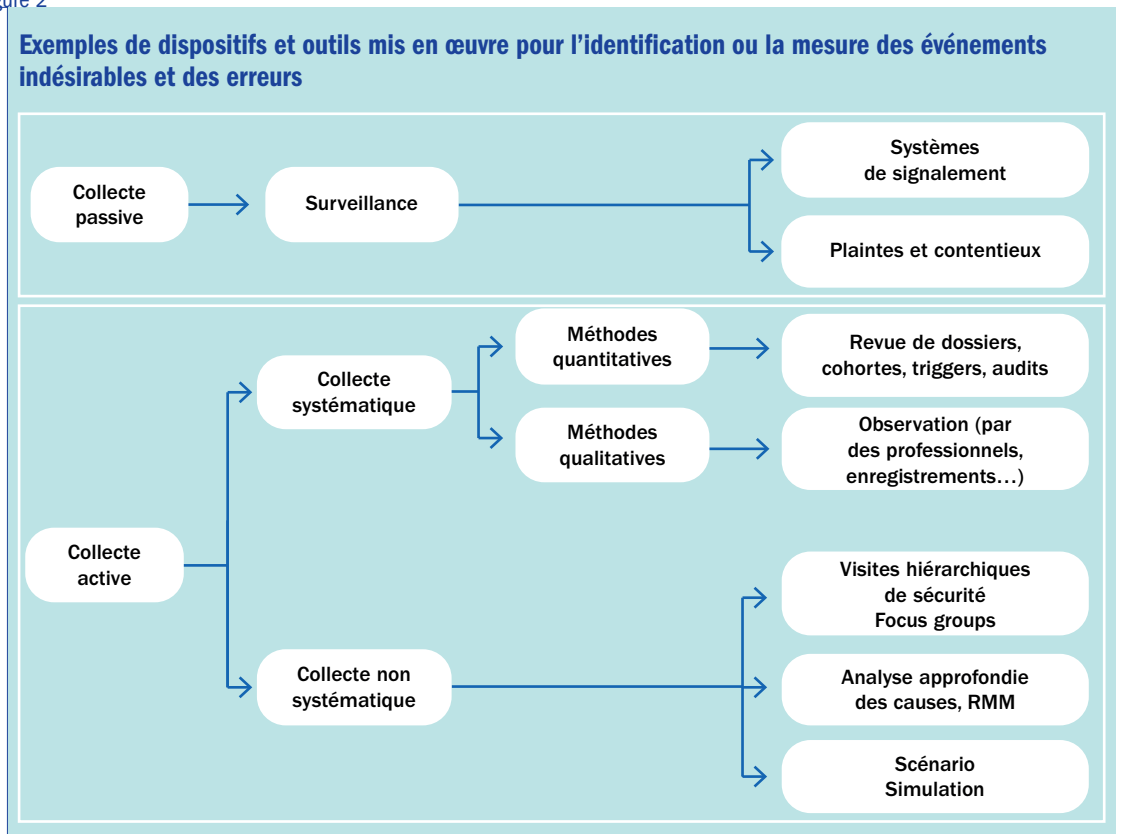 Exemples de dispositifs et outils mis en œuvre pour l’identification ou la mesure des événements
indésirables et des erreurs
Collecte
passive
Surveillance
Systèmes
de signalement
Plaintes et contentieux
Collecte
active
Collecte
systématique
Méthodes
quantitatives
Revue de dossiers,
cohortes, triggers, audits
Méthodes
qualitatives
Observation (par
des professionnels,
enregistrements…)
Collecte non
systématique
Visites hiérarchiques
de sécurité
Focus groups
Analyse approfondie
des causes, RMM
Scénario
Simulation